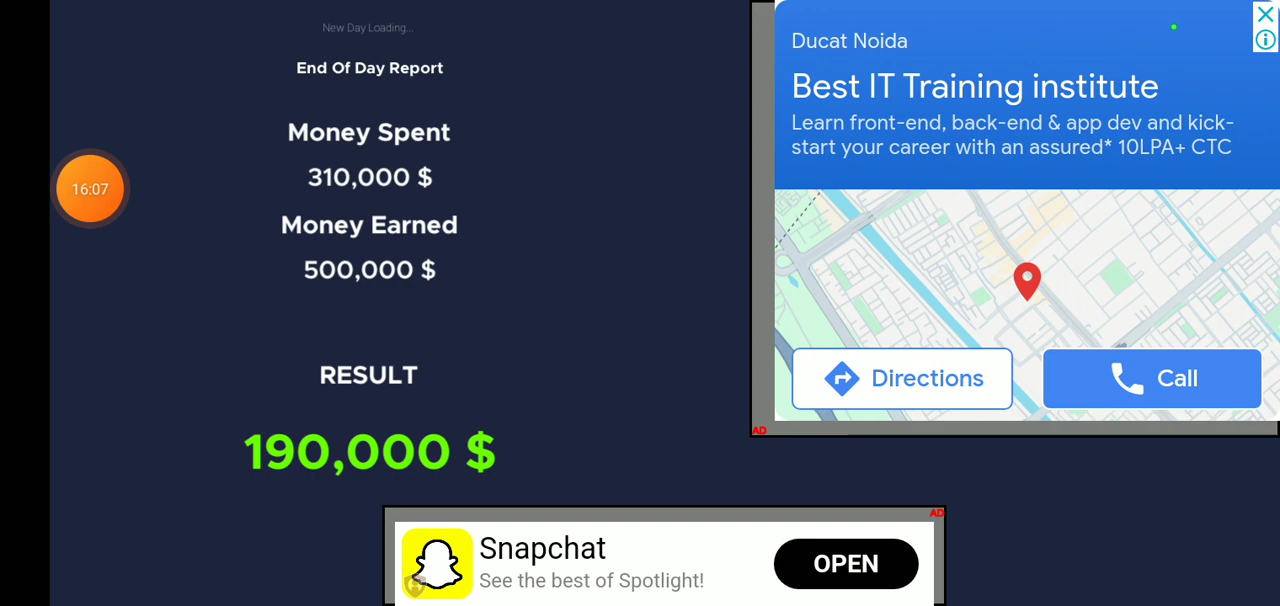 New Day Loading...
End Of Day Report
Money Spent
310,000 $
Money Earned
500,000 $
RESULT
190,000 $
16:07
Ducat Noida
Best IT Training institute
Learn front-end, back-end & app dev and kick-
start your career with an assured* 10LPA+ CTC
Directions
Call
AD
AD
Snapchat
See the best of Spotlight!
OPEN